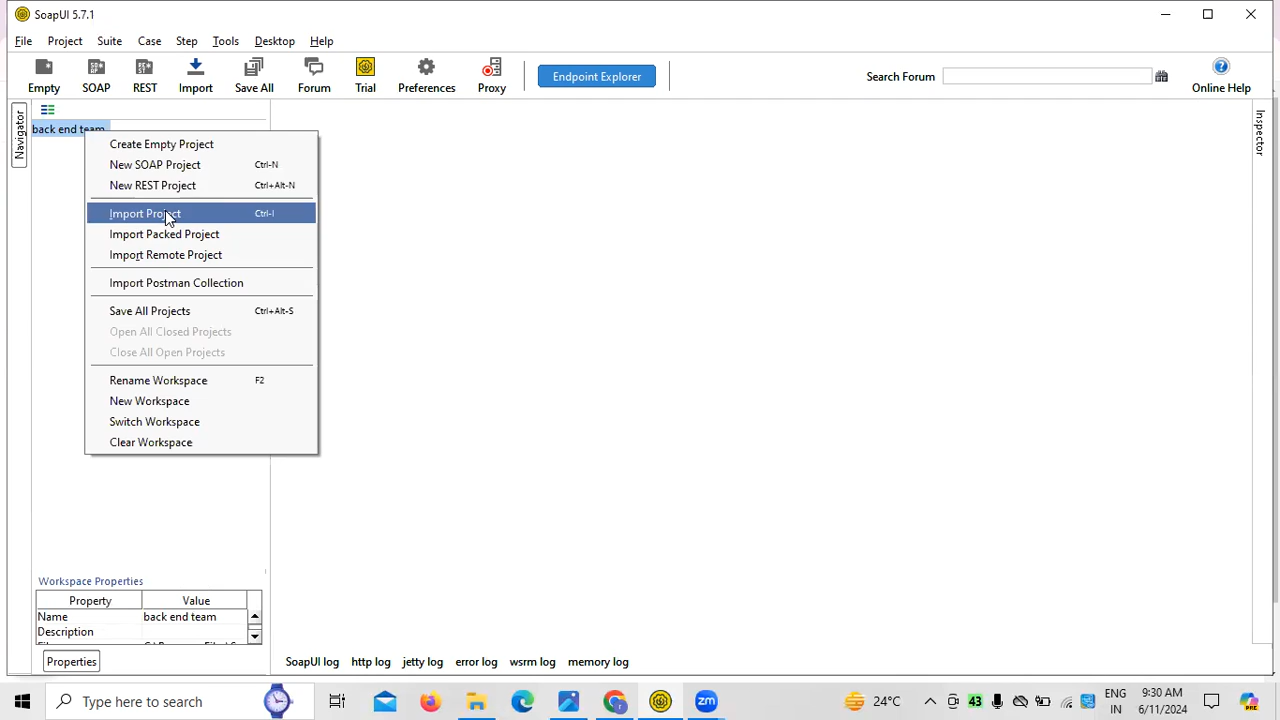 SoapUI 5.7.1
File Project Suite Case Step Tools Desktop Help
Empty SOAP REST Import Save All Forum Trial Preferences Proxy Endpoint Explorer Search Forum Online Help
Navigator
Inspector
back end team
Create Empty Project
New SOAP Project Ctrl-N
New REST Project Ctrl+Alt-N
Import Project Ctrl-I
Import Packed Project
Import Remote Project
Import Postman Collection
Save All Projects Ctrl+Alt-S
Open All Closed Projects
Close All Open Projects
Rename Workspace F2
New Workspace
Switch Workspace
Clear Workspace
Workspace Properties
Property Value
Name back end team
Description
Properties
SoapUI log http log jetty log error log wsrm log memory log
Type here to search
24°C
43
ENG
IN
9:30 AM
6/11/2024
PRE